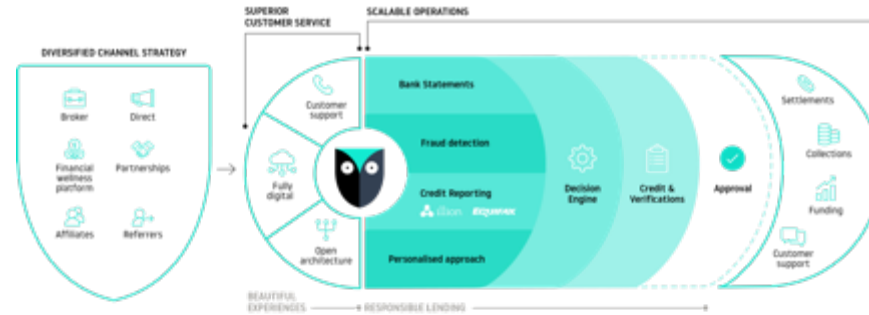 SUPERIOR
CUSTOMER SERVICE
SCALABLE OPERATIONS
DIVERSIFIED CHANNEL STRATEGY
Broker
Direct
Financial
wellness
platform
Partnerships
Affiliates
Referrers
Customer
support
Fully
digital
Open
architecture
Bank Statements
Fraud detection
Credit Reporting
illion
EQUIFAX
Personalised approach
Decision
Engine
Credit &
Verifications
Approval
Settlements
Collections
Funding
Customer
support
BEAUTIFUL
EXPERIENCES
RESPONSIBLE LENDING